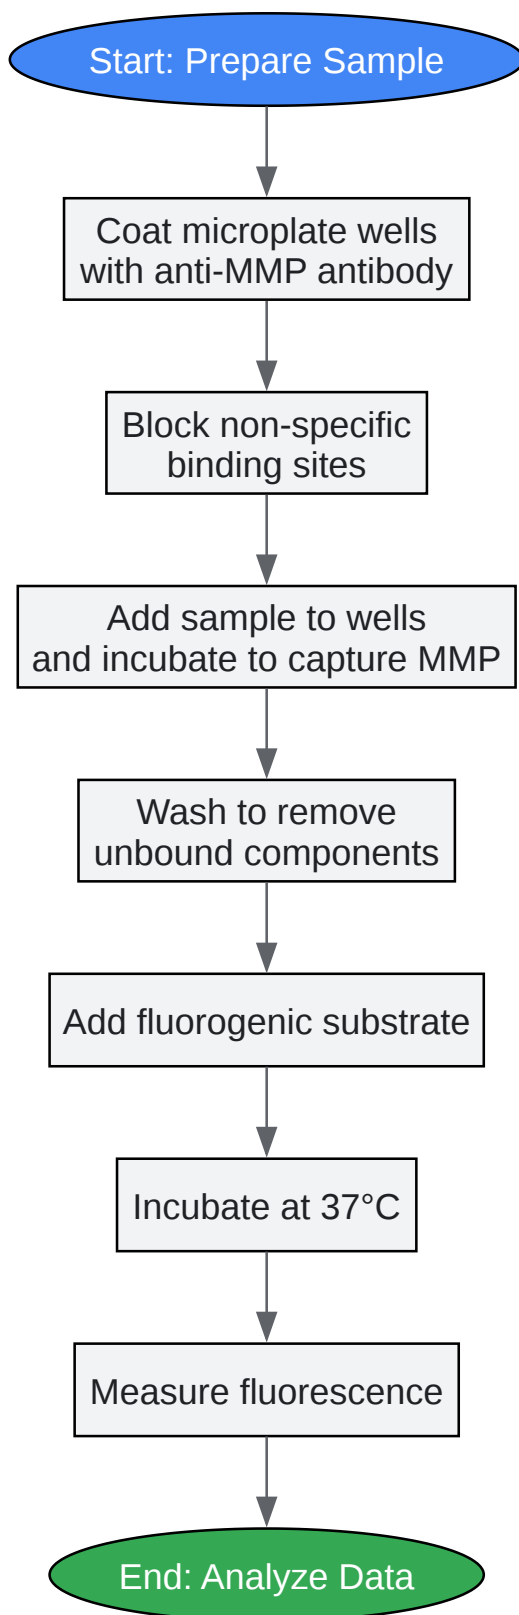 Start: Prepare Sample
Coat microplate wells
with anti-MMP antibody
Block non-specific
binding sites
Add sample to wells
and incubate to capture MMP
Wash to remove
unbound components
Add fluorogenic substrate
Incubate at 37°C
Measure fluorescence
End: Analyze Data